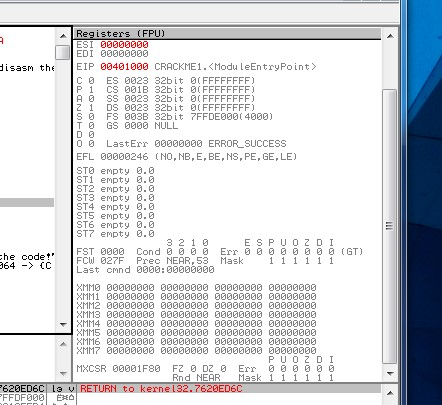 Registers (FPU)
ESI 00000000
EDI 00000000
EIP 00401000 CRACKME1.<ModuleEntryPoint>
disasm the
C 0 ES 0023 32bit 0(FFFFFFFF)
P 1 CS 001B 32bit 0(FFFFFFFF)
A 0 SS 0023 32bit 0(FFFFFFFF)
Z 1 DS 0023 32bit 0(FFFFFFFF)
S 0 FS 003B 32bit 7FFDE000(4000)
T 0 GS 0000 NULL
D 0
O 0 LastErr 00000000 ERROR_SUCCESS
EFL 00000246 (NO,NB,E,BE,NS,PE,GE,LE)
ST0 empty 0.0
ST1 empty 0.0
ST2 empty 0.0
ST3 empty 0.0
ST4 empty 0.0
ST5 empty 0.0
ST6 empty 0.0
ST7 empty 0.0
3 2 1 0 E S P U O Z D I
the code!"
FST 0000 Cond 0 0 0 0 Err 0 0 0 0 0 0 0 0 (GT)
064 -> (C
FCW 027F Prec NEAR,53 Mask 1 1 1 1 1 1
Last cmnd 0000:00000000
XMM0 00000000 00000000 00000000 00000000
XMM1 00000000 00000000 00000000 00000000
XMM2 00000000 00000000 00000000 00000000
XMM3 00000000 00000000 00000000 00000000
XMM4 00000000 00000000 00000000 00000000
XMM5 00000000 00000000 00000000 00000000
XMM6 00000000 00000000 00000000 00000000
XMM7 00000000 00000000 00000000 00000000
P U O Z D I
MXCSR 00001F80 FZ 0 DZ 0 Err 0 0 0 0 0 0
Rnd NEAR Mask 1 1 1 1 1 1
7620ED6C
RETURN to kernel32.7620ED6C
7FFDF000